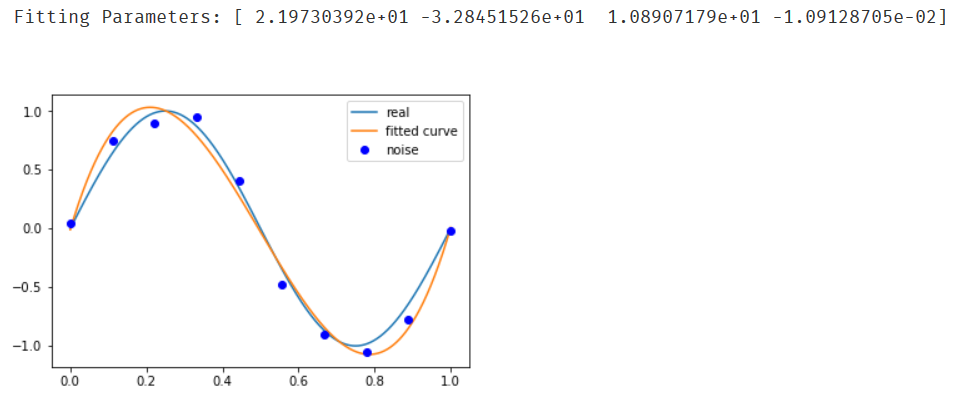 Fitting Parameters: [ 2.19730392e+01 -3.28451526e+01  1.08907179e+01 -1.09128705e-02]
1.0
0.5
0.0
−0.5
−1.0
real
fitted curve
noise
0.0 0.2 0.4 0.6 0.8 1.0